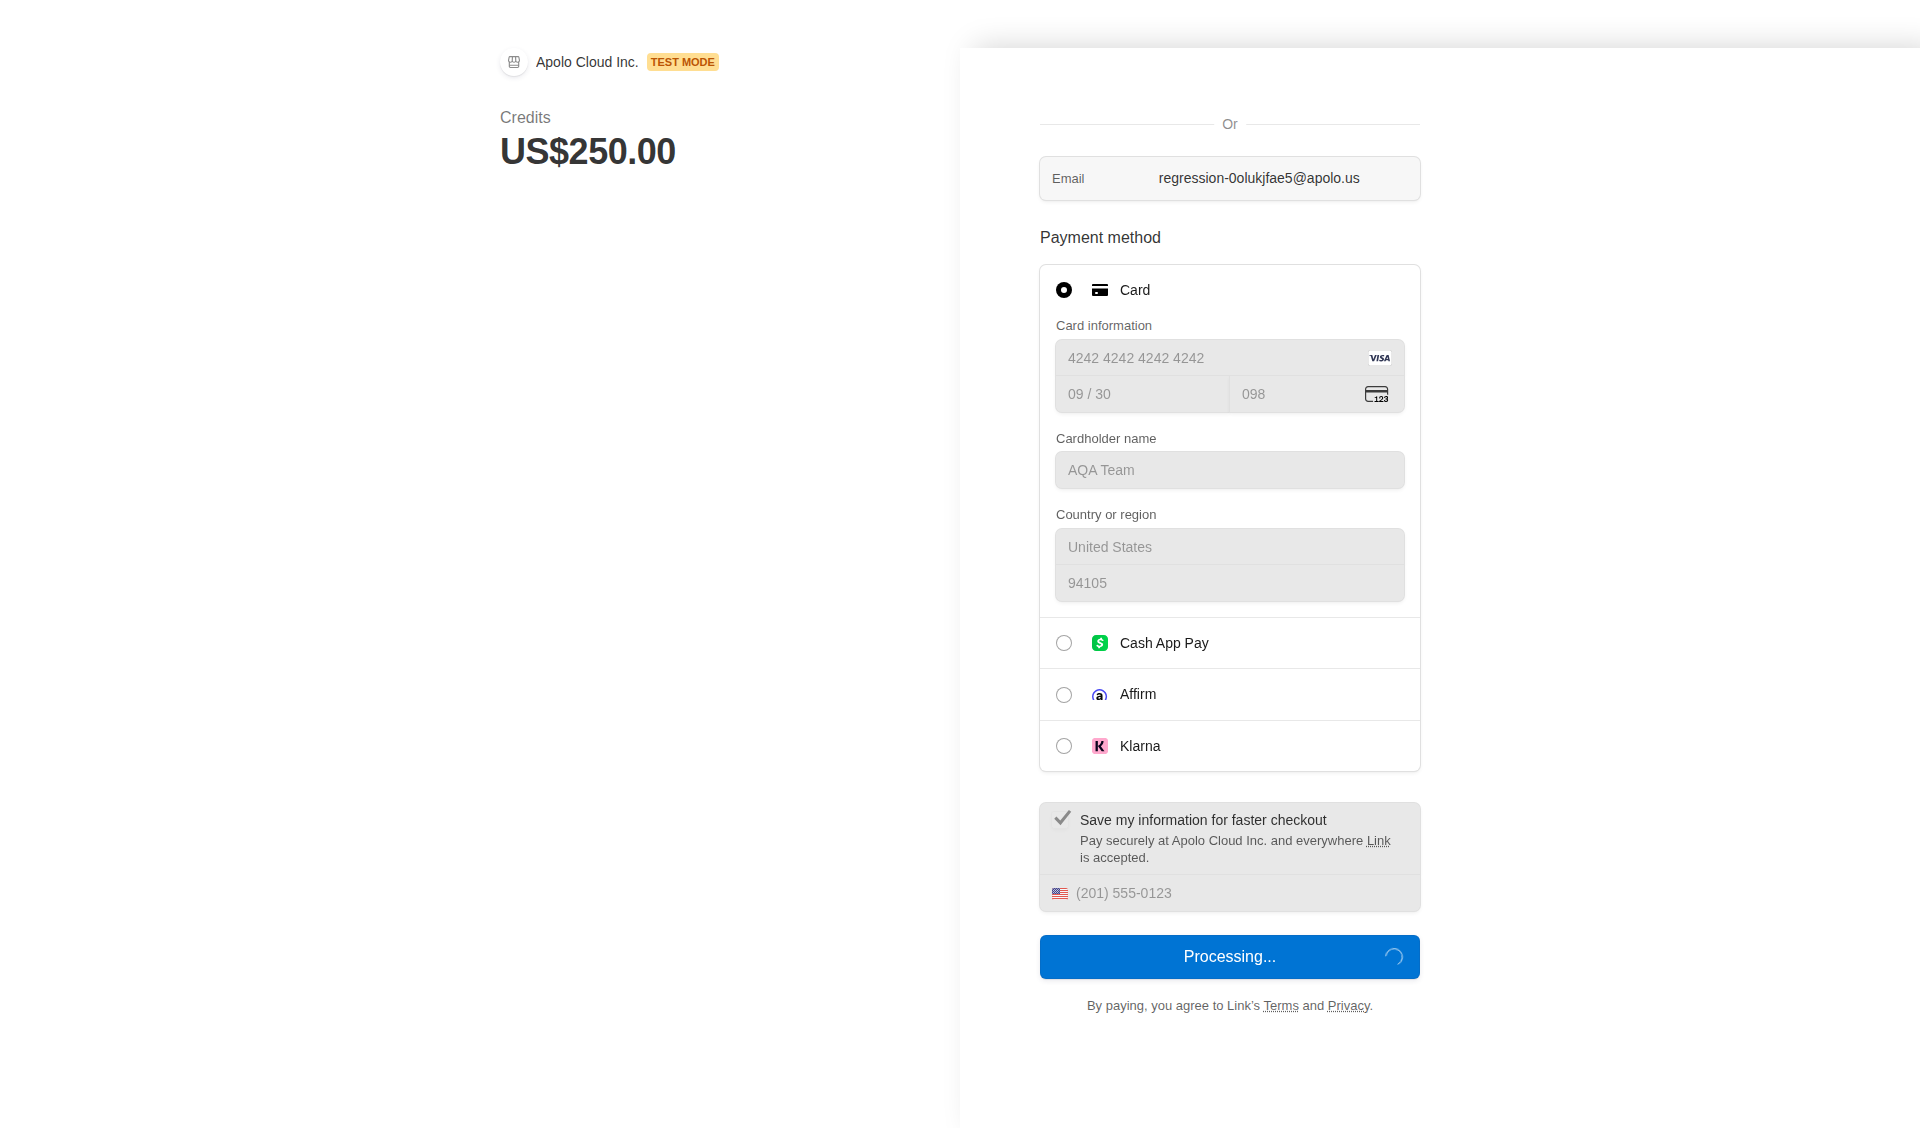 Apolo Cloud Inc. TEST MODE
Credits
US$250.00
Or
Email regression-0olukjfae5@apolo.us
Payment method
Card
Card information
4242 4242 4242 4242 VISA
09 / 30 098 123
Cardholder name
AQA Team
Country or region
United States
94105
$ Cash App Pay
a Affirm
K Klarna
Save my information for faster checkout
Pay securely at Apolo Cloud Inc. and everywhere Link
is accepted.
(201) 555-0123
Processing...
By paying, you agree to Link’s Terms and Privacy.